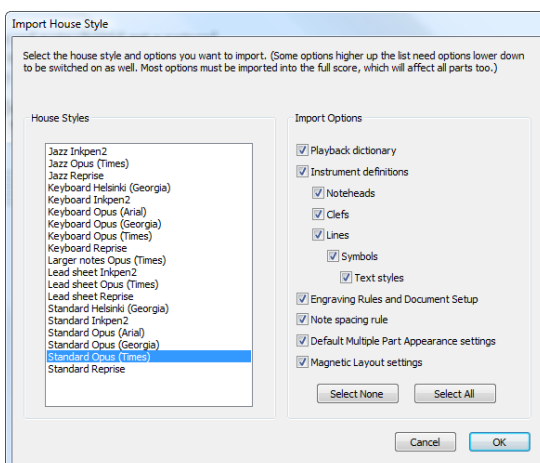 Import House Style
Select the house style and options you want to import. (Some options higher up the list need options lower down
to be switched on as well. Most options must be imported into the full score, which will affect all parts too.)
House Styles
Jazz Inkpen2
Jazz Opus (Times)
Jazz Reprise
Keyboard Helsinki (Georgia)
Keyboard Inkpen2
Keyboard Opus (Arial)
Keyboard Opus (Georgia)
Keyboard Opus (Times)
Keyboard Reprise
Larger notes Opus (Times)
Lead sheet Inkpen2
Lead sheet Opus (Times)
Lead sheet Reprise
Standard Helsinki (Georgia)
Standard Inkpen2
Standard Opus (Arial)
Standard Opus (Georgia)
Standard Opus (Times)
Standard Reprise
Import Options
Playback dictionary
Instrument definitions
Noteheads
Clefs
Lines
Symbols
Text styles
Engraving Rules and Document Setup
Note spacing rule
Default Multiple Part Appearance settings
Magnetic Layout settings
Select None Select All
Cancel OK